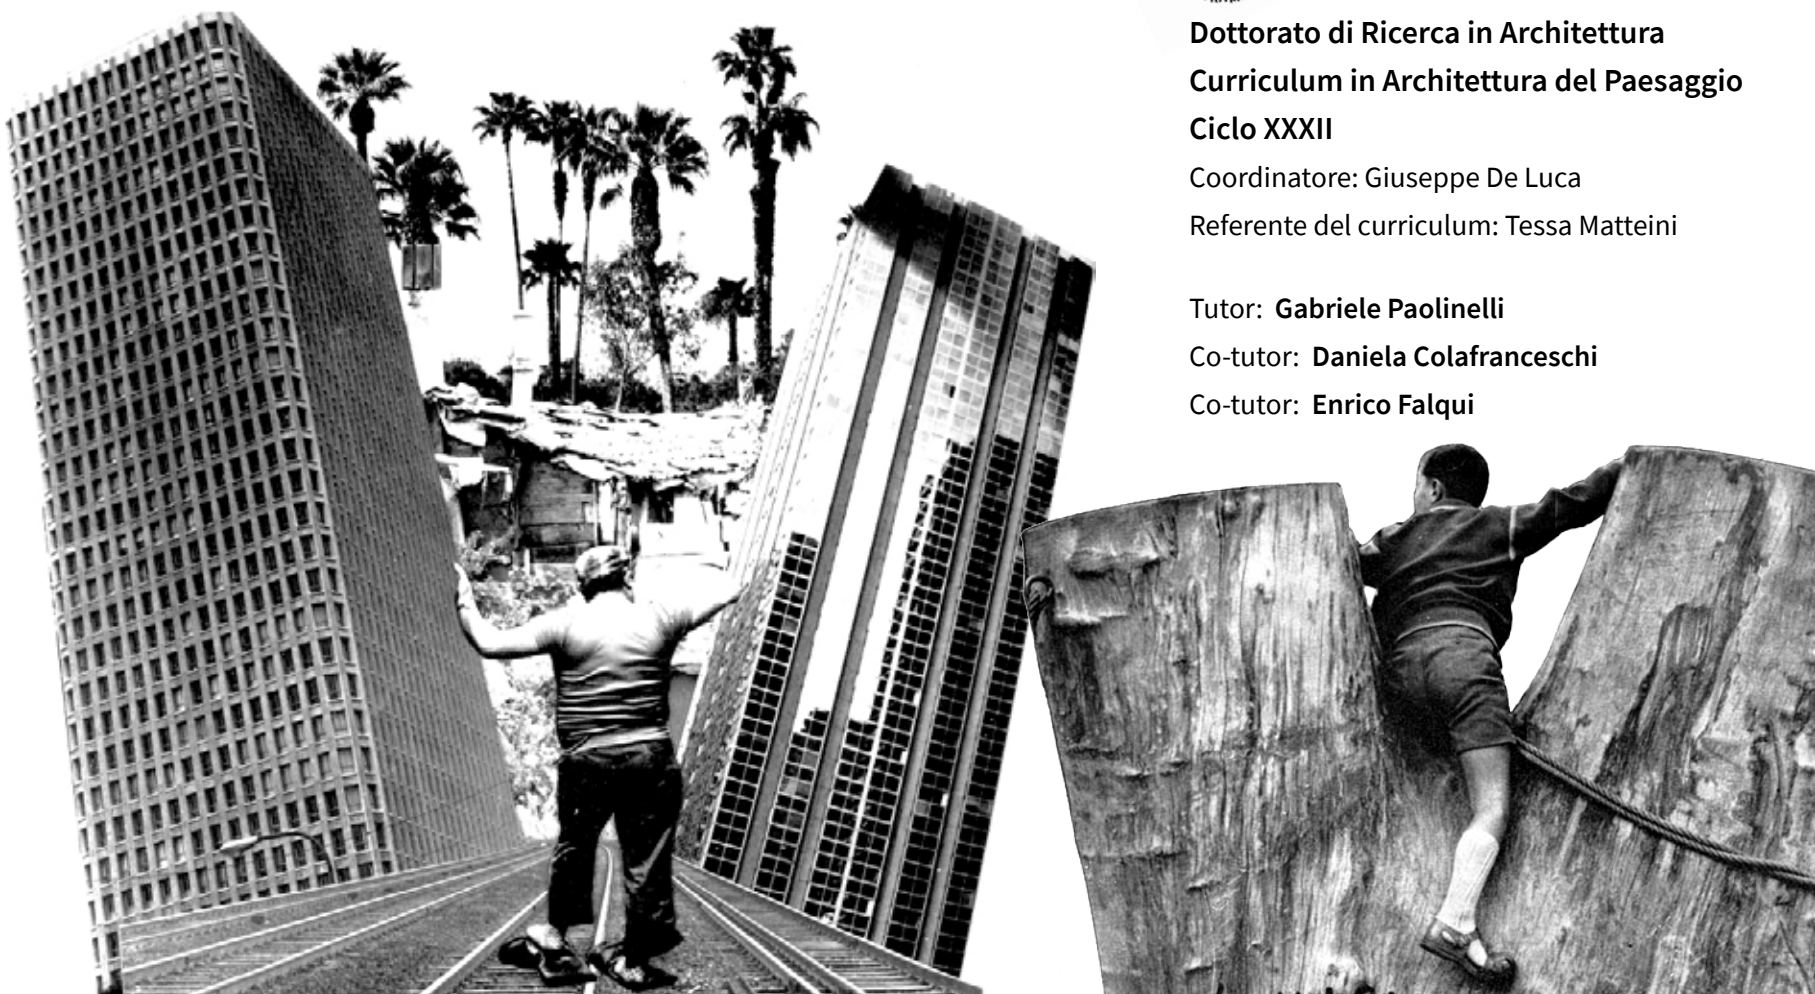 Dottorato di Ricerca in Architettura
Curriculum in Architettura del Paesaggio
Ciclo XXXII
Coordinatore: Giuseppe De Luca
Referente del curriculum: Tessa Matteini
Tutor: Gabriele Paolinelli
Co-tutor: Daniela Colafranceschi
Co-tutor: Enrico Falqui